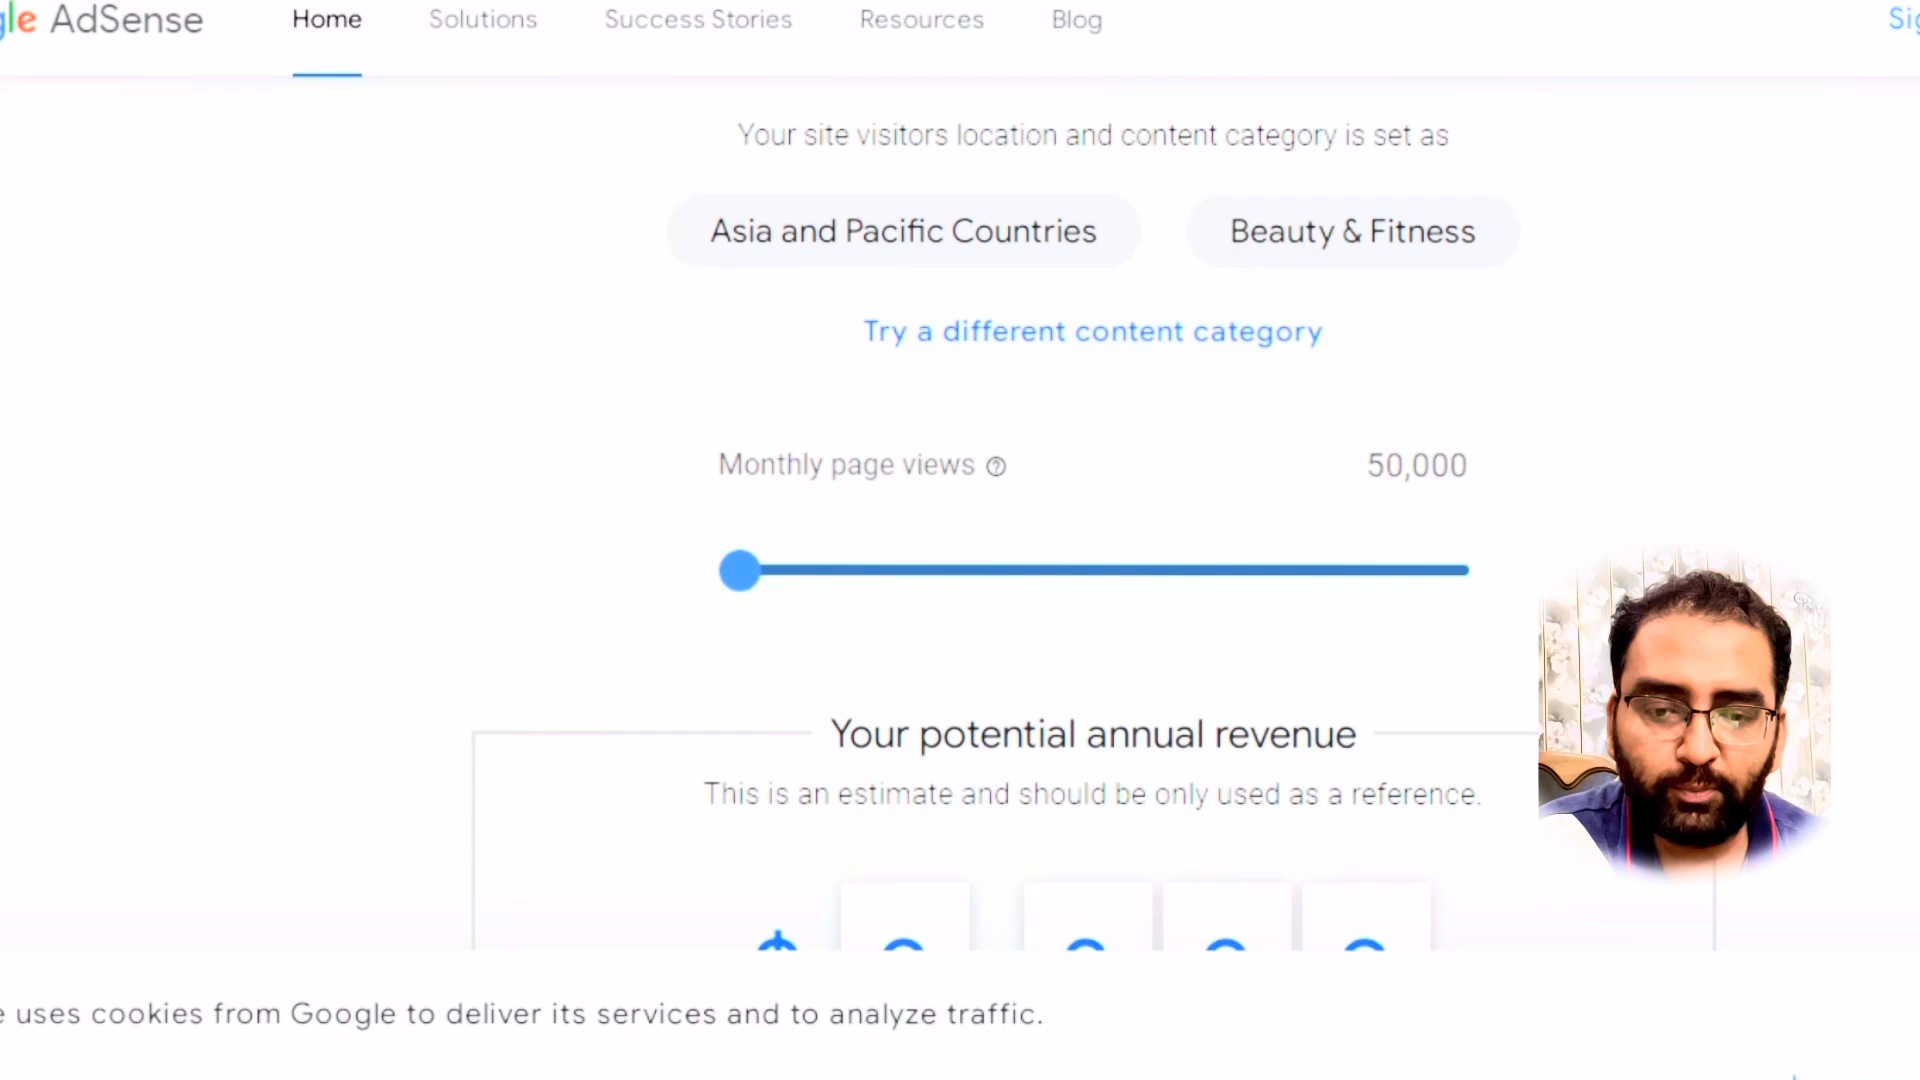 gle AdSense Home Solutions Success Stories Resources Blog
Your site visitors location and content category is set as
Asia and Pacific Countries Beauty & Fitness
Try a different content category
Monthly page views 50,000
Your potential annual revenue
This is an estimate and should be only used as a reference.
$
uses cookies from Google to deliver its services and to analyze traffic.